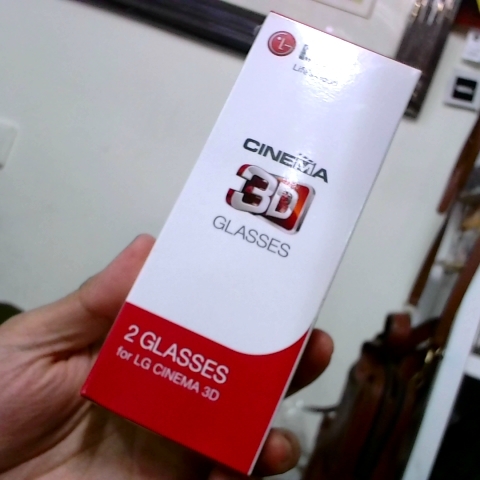 CINEMA
3D
GLASSES
2 GLASSES
for LG CINEMA 3D